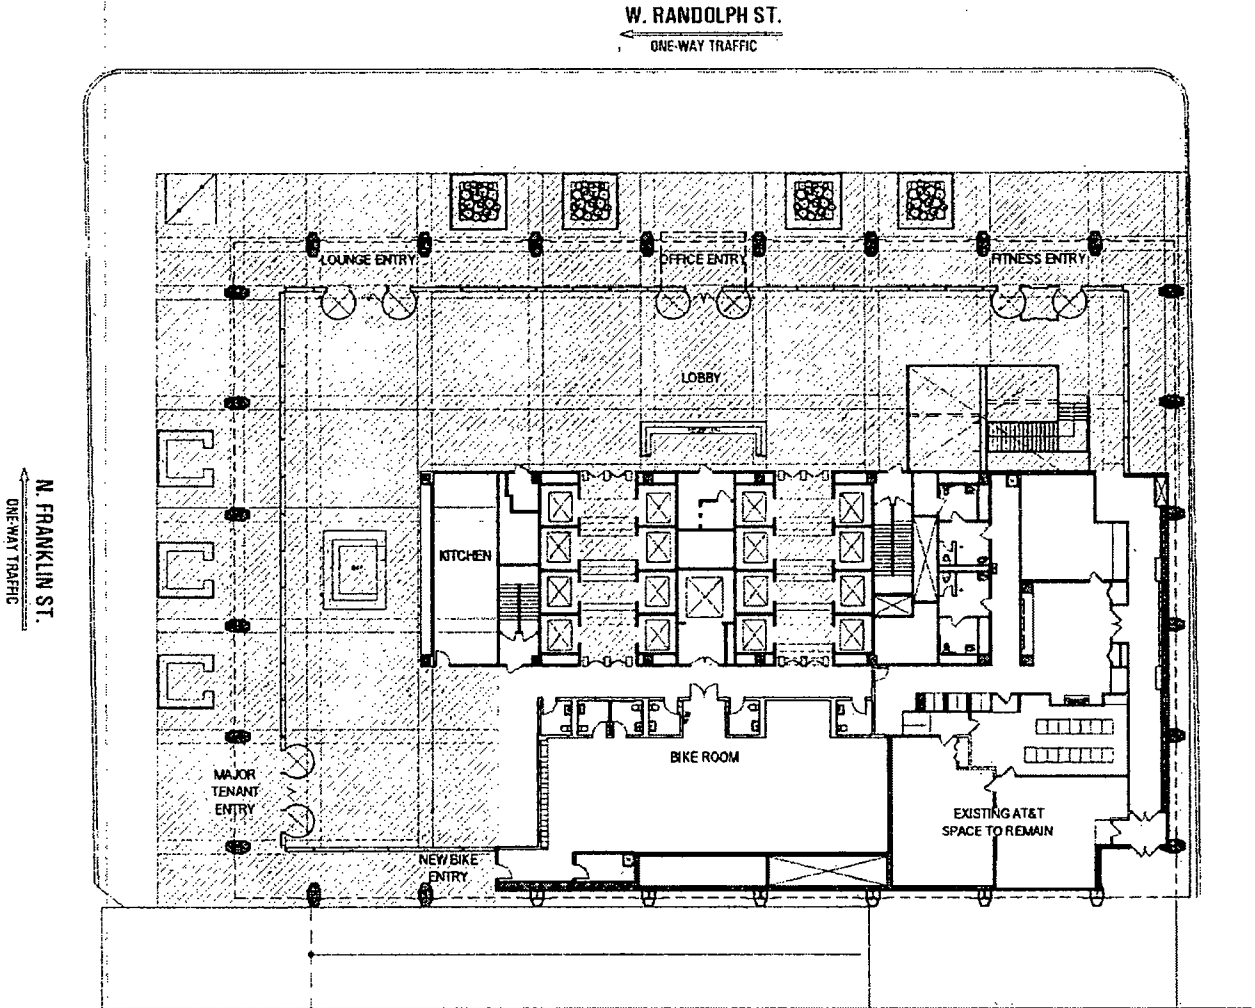 W. RANDOLPH ST.
ONE-WAY TRAFFIC
LOUNGE ENTRY
OFFICE ENTRY
FITNESS ENTRY
LOBBY
N. FRANKLIN ST.
ONE-WAY TRAFFIC
KITCHEN
BIKE ROOM
MAJOR
TENANT
ENTRY
EXISTING AT&T
SPACE TO REMAIN
NEW BIKE
ENTRY